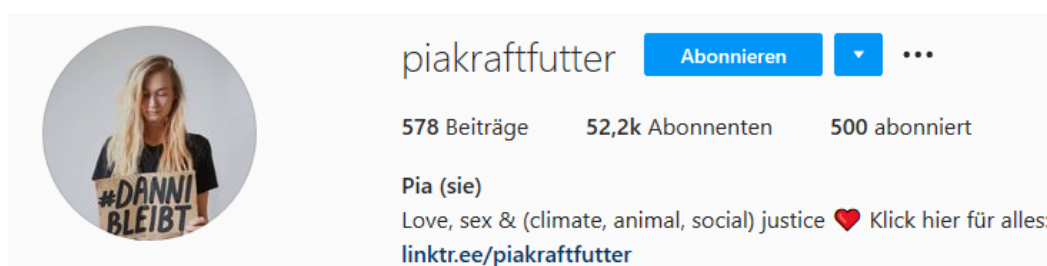 piakraftfutter Abonnieren
578 Beiträge 52,2k Abonnenten 500 abonniert
#DANNI
BLEIBT
Pia (sie)
Love, sex & (climate, animal, social) justice ❤️ Klick hier für alles:
linktr.ee/piakraftfutter